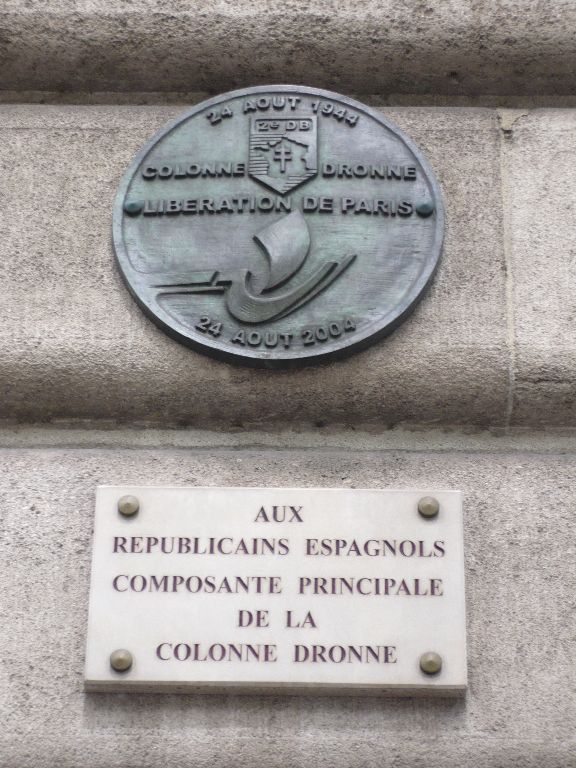 24 AOUT 1944
2e DB
COLONNE DRONNE
LIBERATION DE PARIS
24 AOUT 2004
AUX
REPUBLICAINS ESPAGNOLS
COMPOSANTE PRINCIPALE
DE LA
COLONNE DRONNE